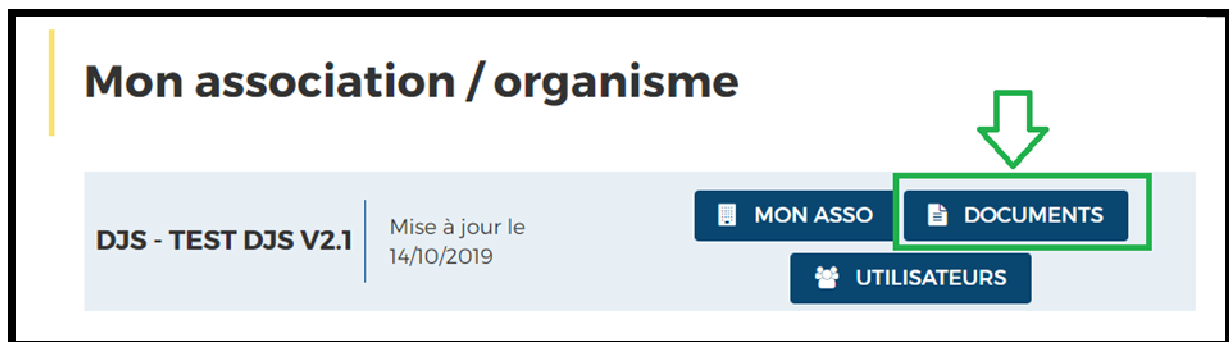 Mon association / organisme
DJS - TEST DJS V2.1
Mise à jour le
14/10/2019
MON ASSO
DOCUMENTS
UTILISATEURS